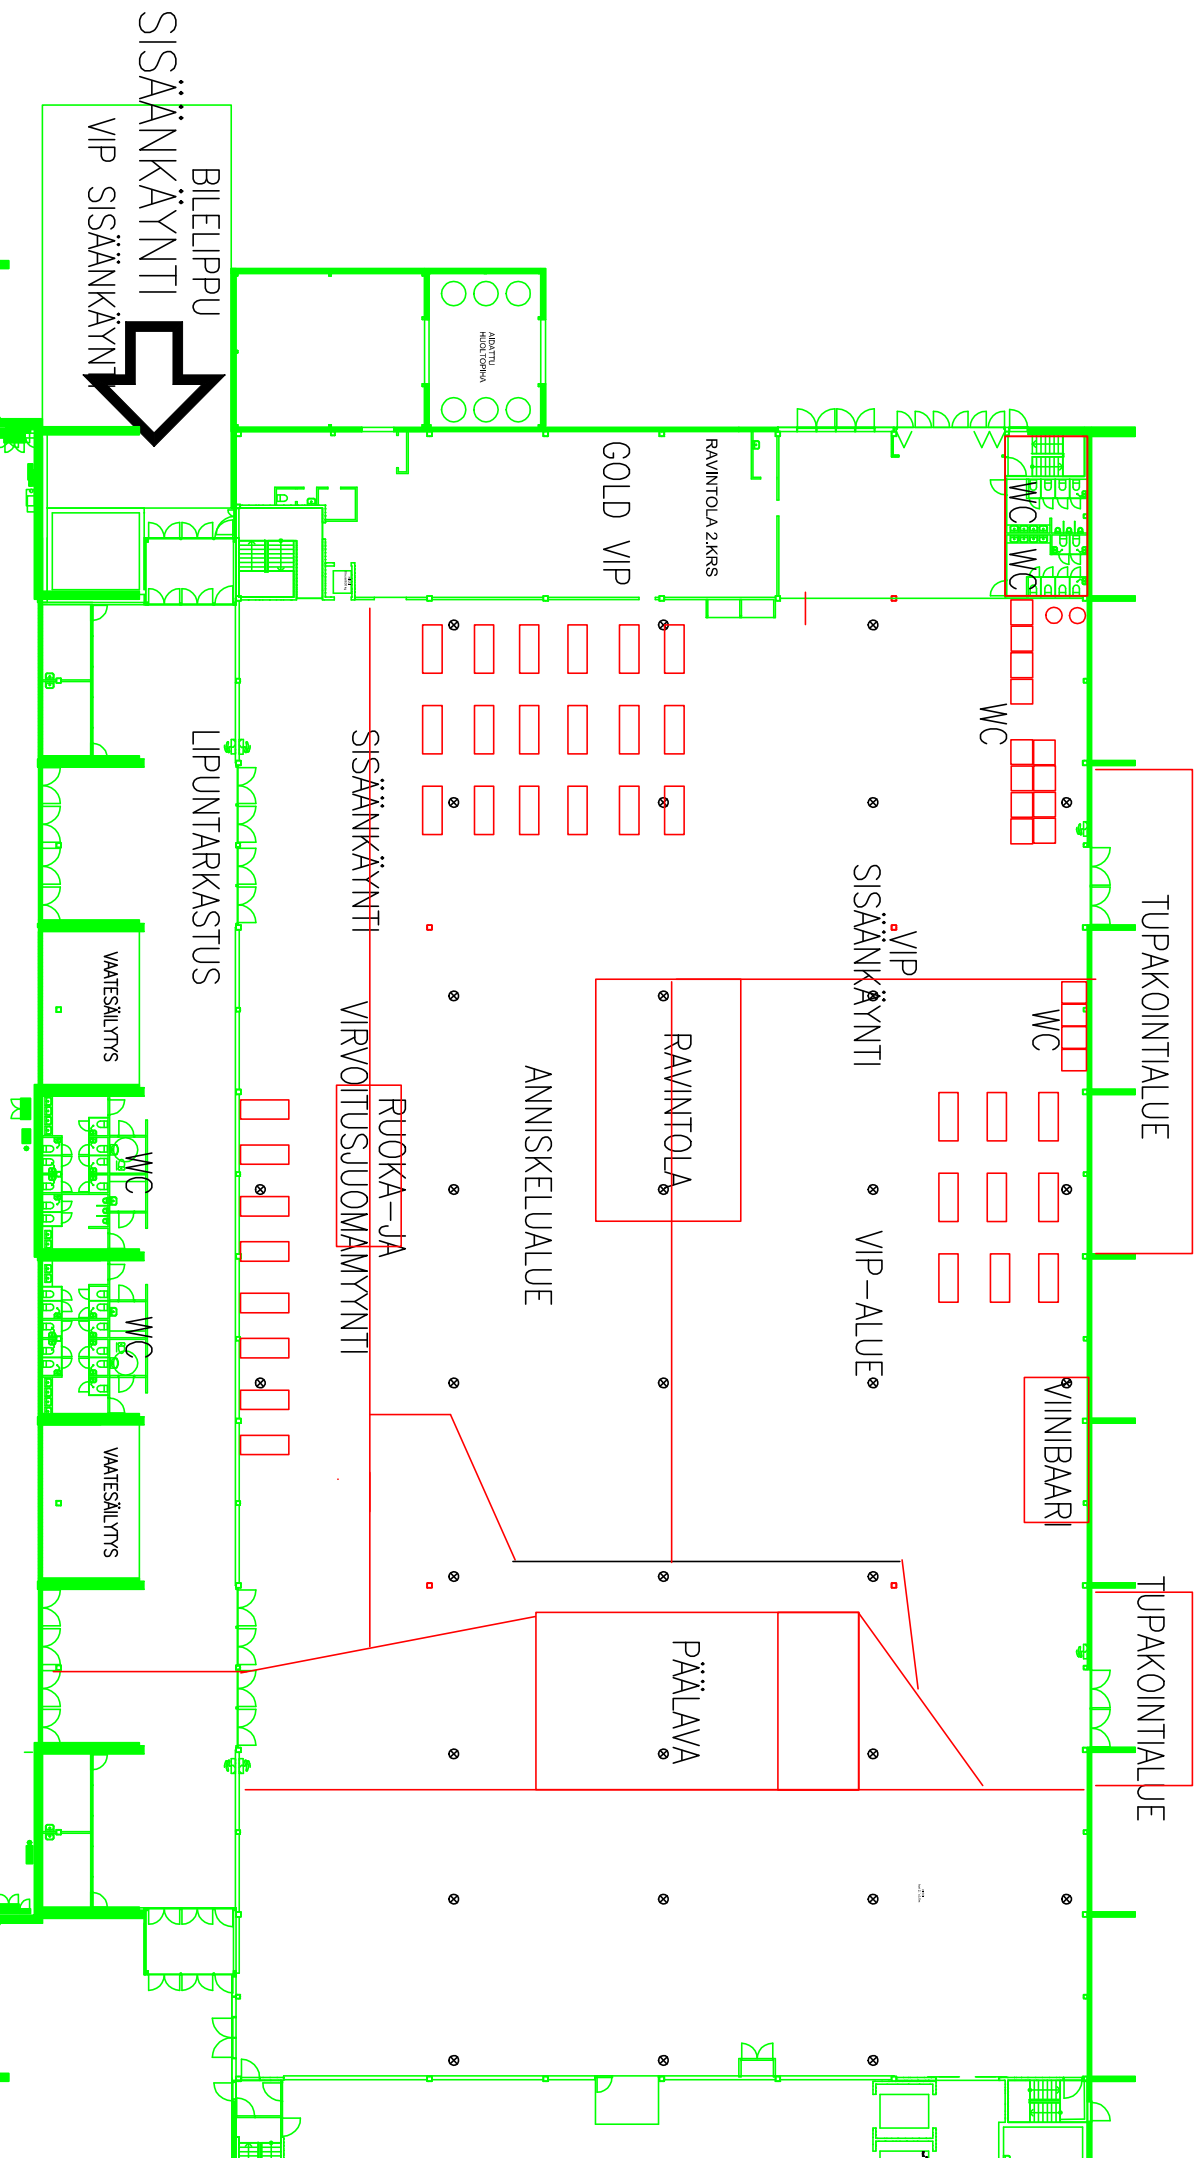 SISÄÄNKÄYNTI
BILELIPPU
VIP SISÄÄNKÄYNTI
AIDATTU
HUOLTOPIHA
GOLD VIP
RAVINTOLA 2.KRS
WC
WC
WC
LIPUNTARKASTUS
SISÄÄNKÄYNTI
VIP
SISÄÄNKÄYNTI
TUPAKOINTIALUE
WC
VAATESÄILYTYS
RUOKA-JA
VIRVOITUSJUOMAMYYNTI
ANNISKELUALUE
RAVINTOLA
VIP-ALUE
WC
WC
VIINIBAARI
VAATESÄILYTYS
PÄÄLAVA
TUPAKOINTIALUE